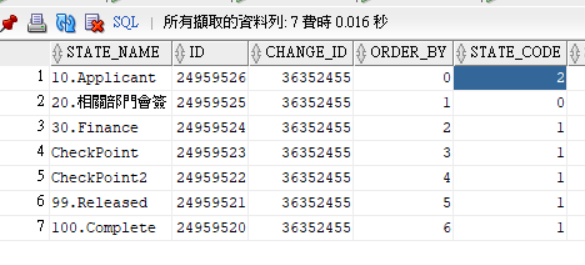 SQL | 所有擷取的資料列: 7 費時 0.016 秒
STATE_NAME ID CHANGE_ID ORDER_BY STATE_CODE
1 10.Applicant 24959526 36352455 0 2
2 20.相關部門會簽 24959525 36352455 1 0
3 30.Finance 24959524 36352455 2 1
4 CheckPoint 24959523 36352455 3 1
5 CheckPoint2 24959522 36352455 4 1
6 99.Released 24959521 36352455 5 1
7 100.Complete 24959520 36352455 6 1